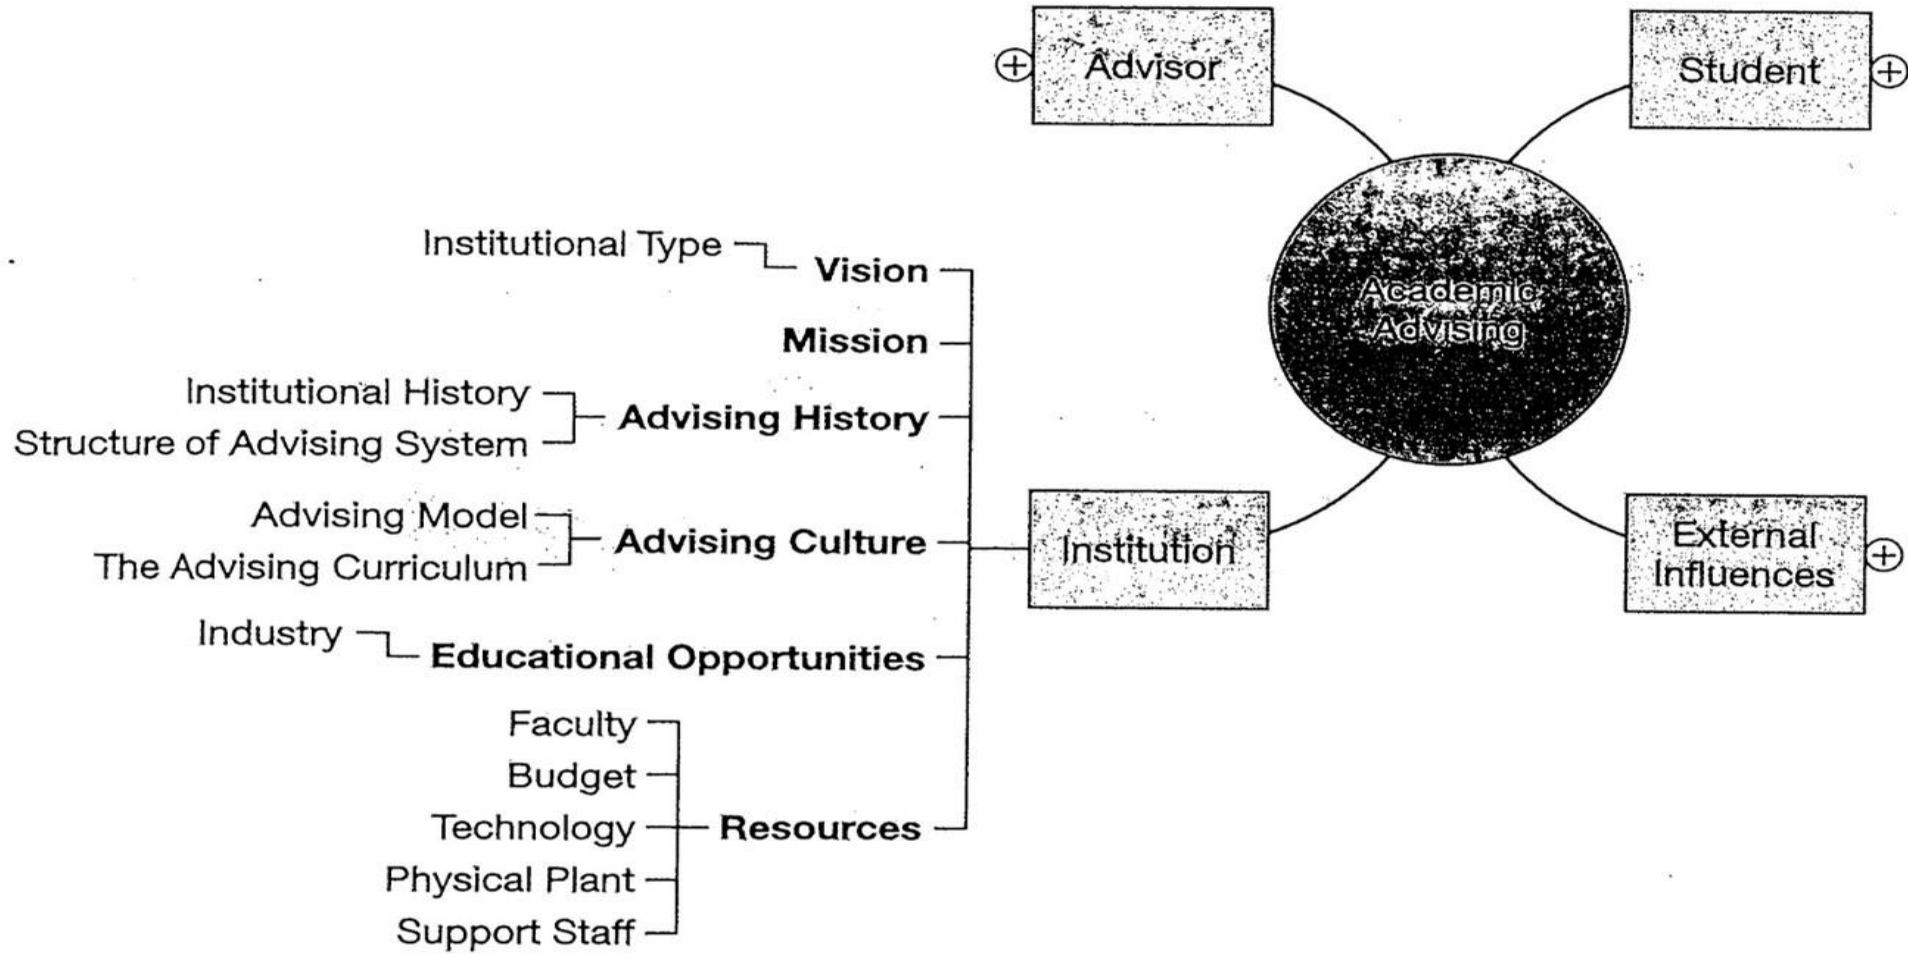 Advisor
Student
Academic
Advising
Institutional Type
Vision
Mission
Institutional History
Structure of Advising System
Advising History
Advising Model
The Advising Curriculum
Advising Culture
Institution
External
Influences
Industry
Educational Opportunities
Faculty
Budget
Technology
Physical Plant
Support Staff
Resources